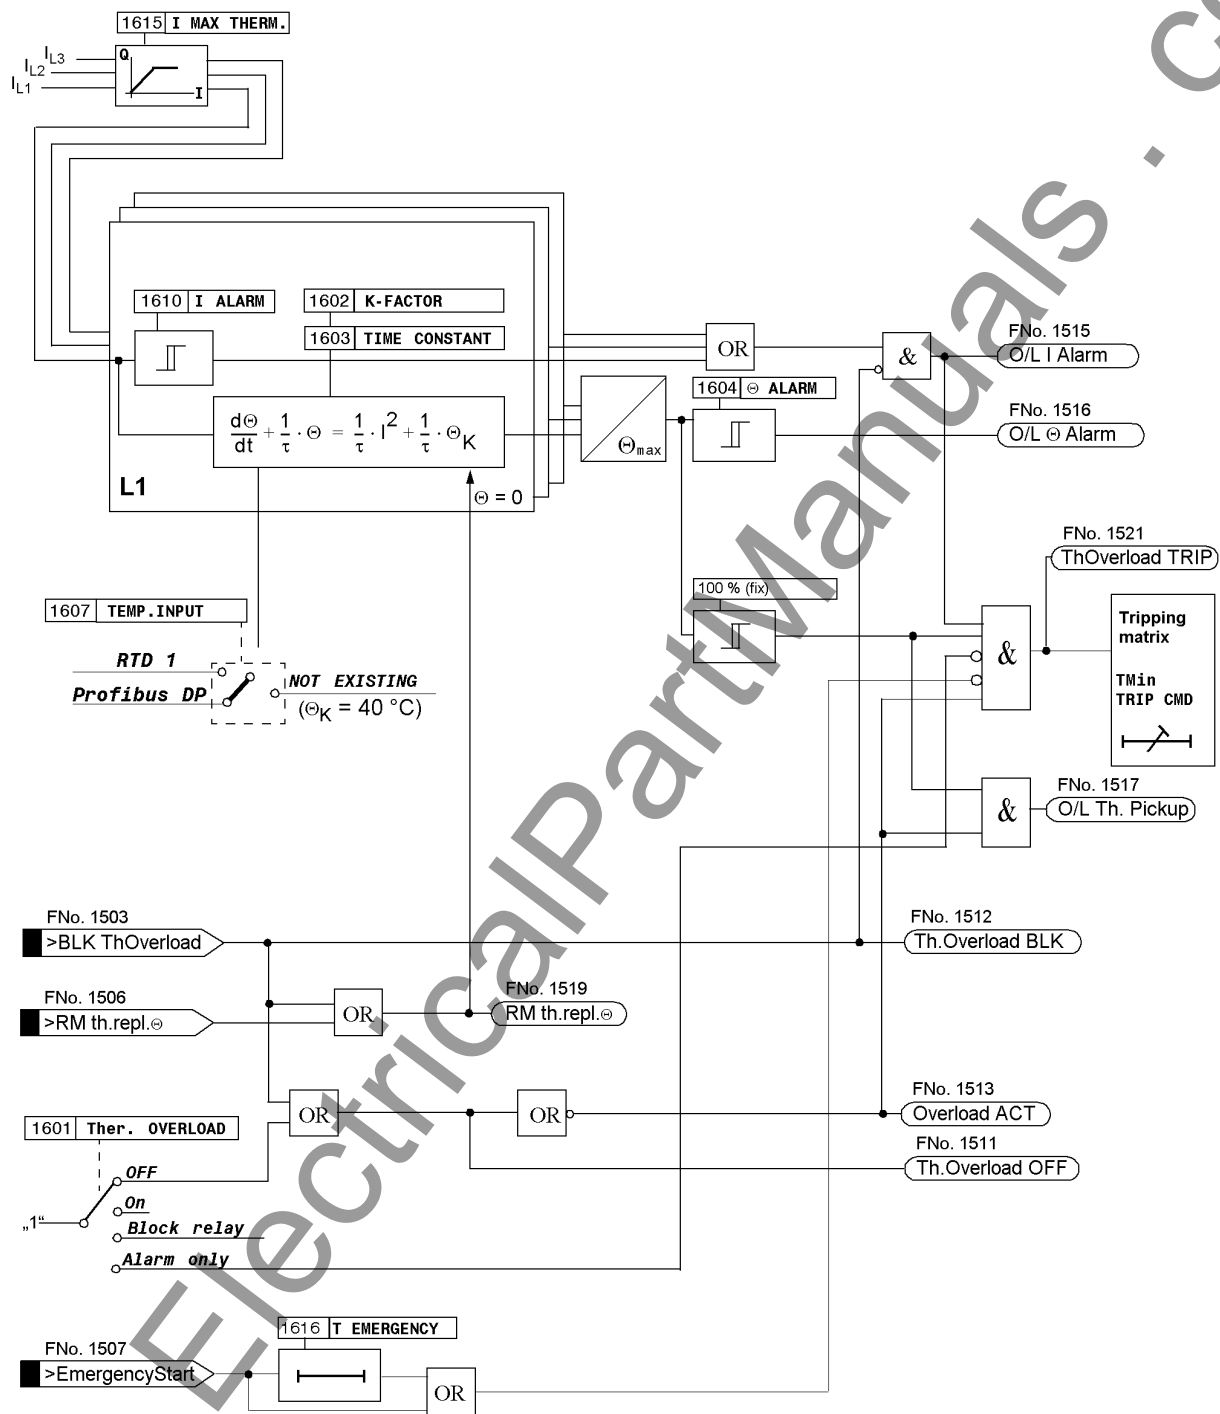 1615 I MAX THERM.
IL3
IL2
IL1
Q
I
1610 I ALARM
1602 K-FACTOR
1603 TIME CONSTANT
dΘ/dt + 1/τ · Θ = 1/τ · I² + 1/τ · ΘK
L1
Θ = 0
OR
&
FNo. 1515
O/L I Alarm
Θmax
1604 Θ ALARM
FNo. 1516
O/L Θ Alarm
100 % (fix)
&
FNo. 1521
ThOverload TRIP
Tripping
matrix
TMin
TRIP CMD
1607 TEMP.INPUT
RTD 1
Profibus DP
NOT EXISTING
(ΘK = 40 °C)
&
FNo. 1517
O/L Th. Pickup
FNo. 1503
>BLK ThOverload
FNo. 1512
Th.Overload BLK
FNo. 1506
>RM th.repl.Θ
OR
FNo. 1519
RM th.repl.Θ
OR
OR
FNo. 1513
Overload ACT
FNo. 1511
Th.Overload OFF
1601 Ther. OVERLOAD
OFF
On
„1“
Block relay
Alarm only
1616 T EMERGENCY
FNo. 1507
>EmergencyStart
OR
ElectricalPartManuals . c